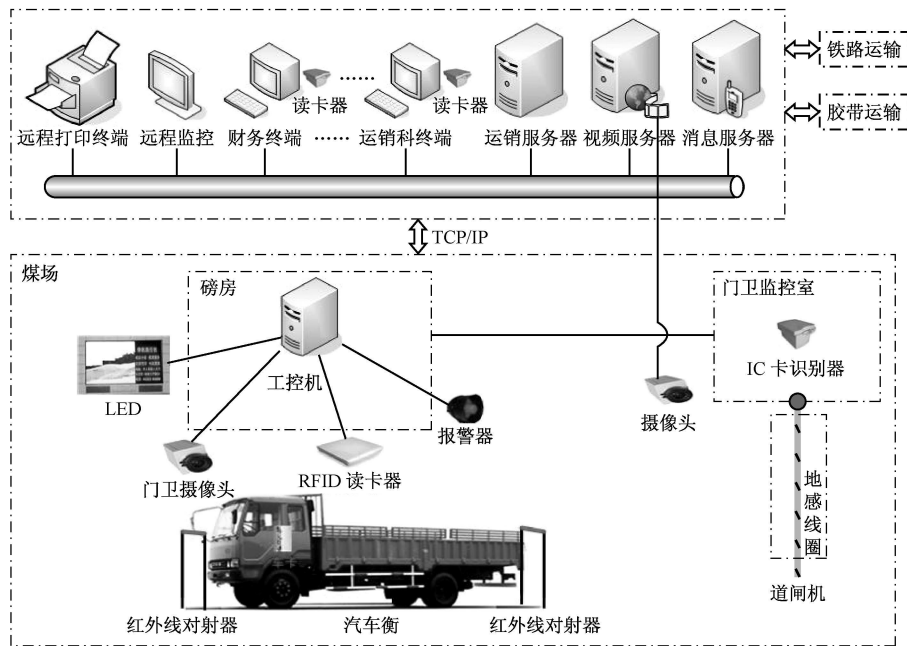 铁路运输
胶带运输
读卡器
读卡器
远程打印终端
远程监控
财务终端
运销科终端
运销服务器
视频服务器
消息服务器
TCP/IP
煤场
磅房
门卫监控室
工控机
IC 卡识别器
LED
报警器
摄像头
门卫摄像头
RFID 读卡器
地感线圈
道闸机
红外线对射器
汽车衡
红外线对射器